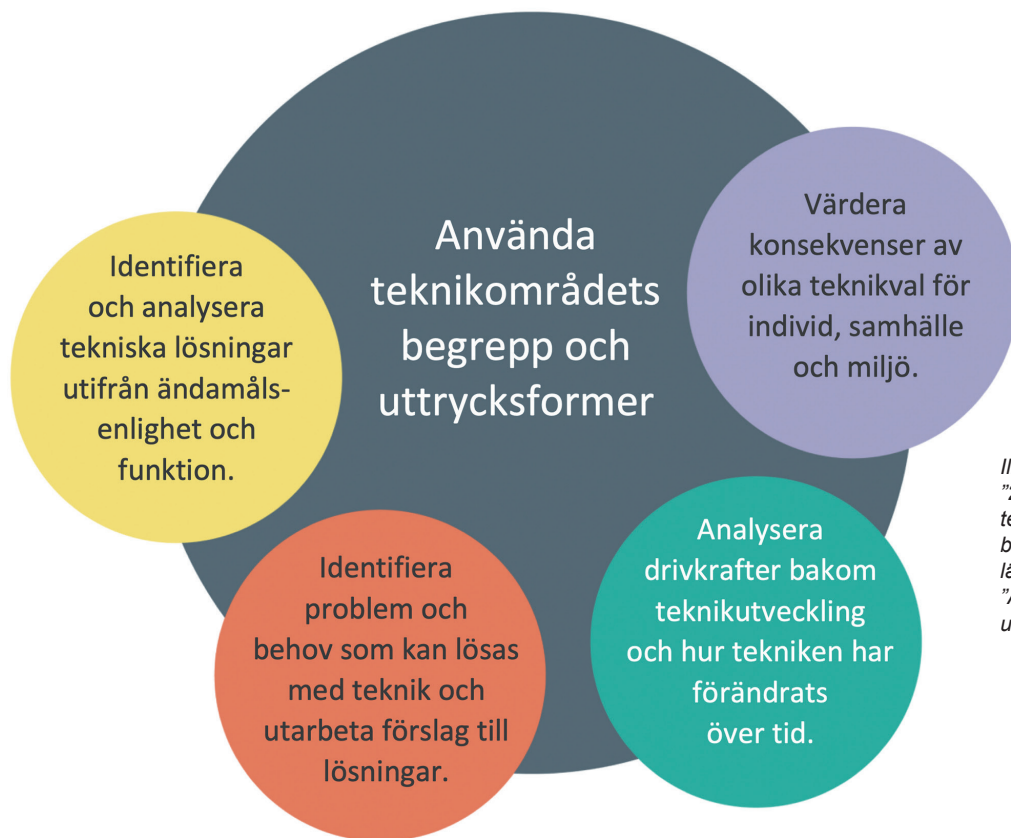 Använda
teknikområdets
begrepp och
uttrycksformer
Identifiera
och analysera
tekniska lösningar
utifrån ändamåls-
enlighet och
funktion.
Identifiera
problem och
behov som kan lösas
med teknik och
utarbeta förslag till
lösningar.
Analysera
drivkrafter bakom
teknikutveckling
och hur tekniken har
förändrats
över tid.
Värdera
konsekvenser av
olika teknikval för
individ, samhälle
och miljö.